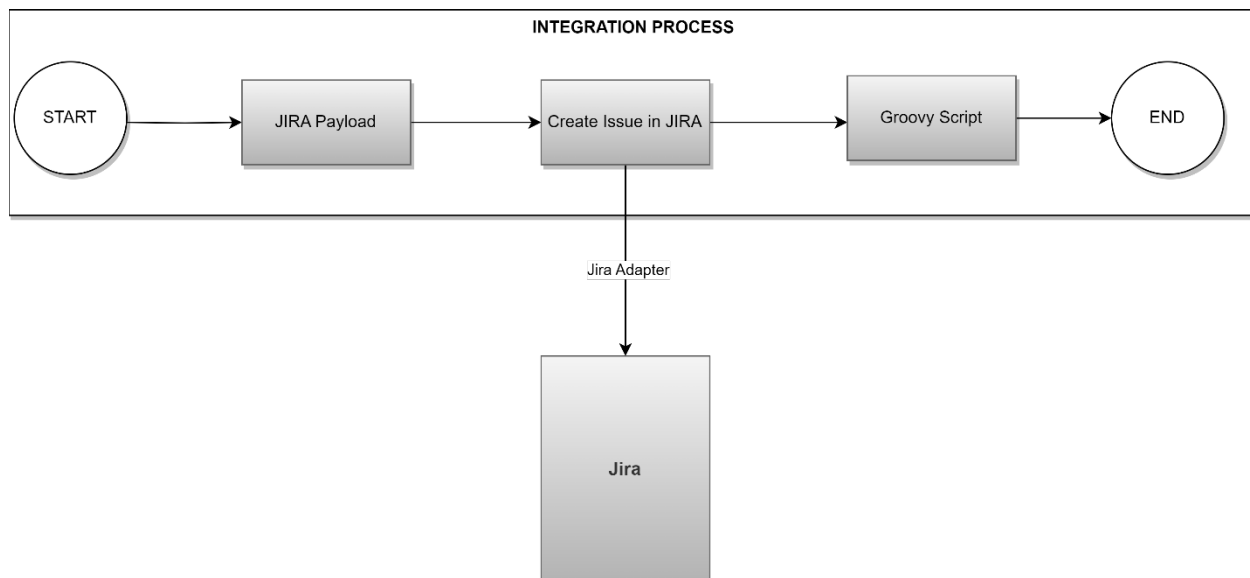 INTEGRATION PROCESS
START
JIRA Payload
Create Issue in JIRA
Groovy Script
END
Jira Adapter
Jira